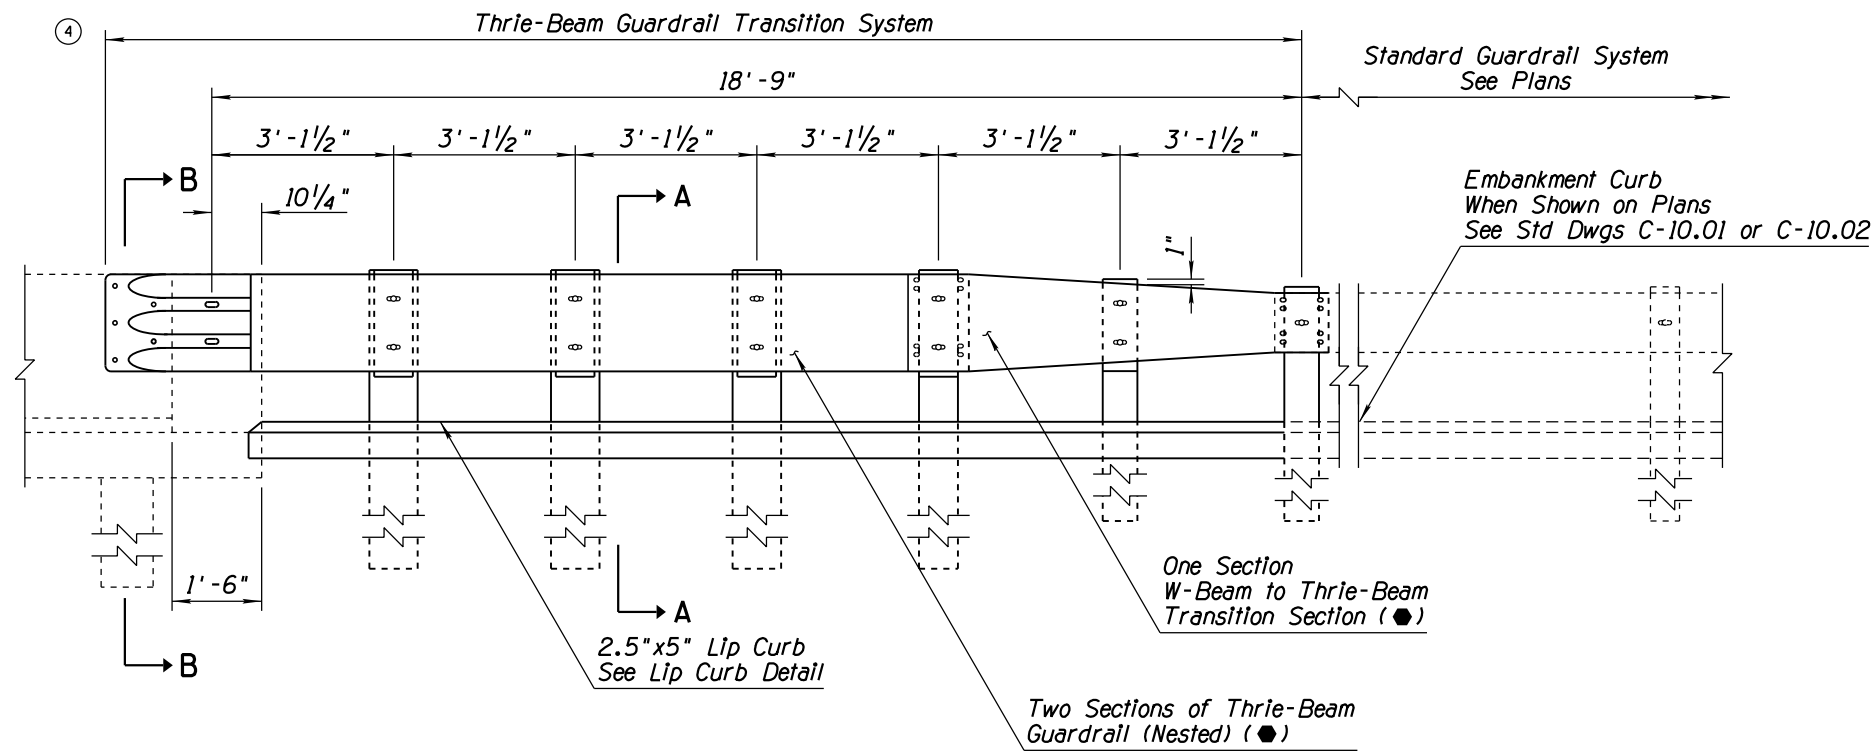 4
Thrie-Beam Guardrail Transition System
Standard Guardrail System
See Plans
18'-9"
3'-1½"
3'-1½"
3'-1½"
3'-1½"
3'-1½"
3'-1½"
B
10¼"
A
1"
Embankment Curb
When Shown on Plans
See Std Dwgs C-10.01 or C-10.02
1'-6"
B
A
2.5"x5" Lip Curb
See Lip Curb Detail
One Section
W-Beam to Thrie-Beam
Transition Section (⬣)
Two Sections of Thrie-Beam
Guardrail (Nested) (⬣)